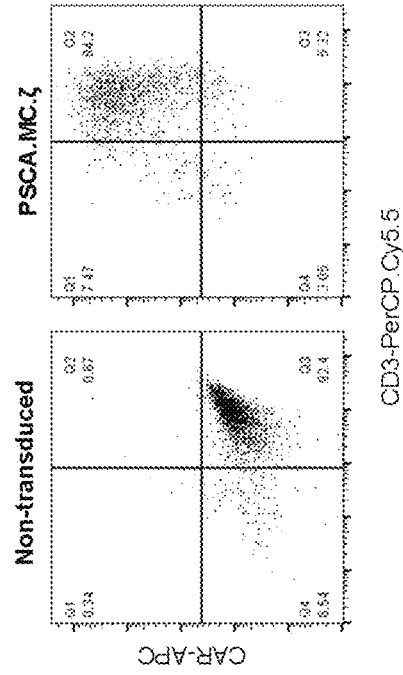 Non-transduced
PSCA.MC.ζ
CAR-APC
Q1
0.34
Q2
0.67
Q3
92.4
Q4
6.54
Q1
7.47
Q2
84.2
Q3
Q4
CD3-PerCP.Cy5.5